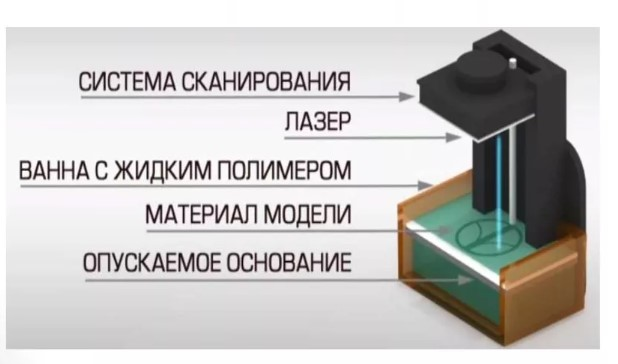 СИСТЕМА СКАНИРОВАНИЯ
ЛАЗЕР
ВАННА С ЖИДКИМ ПОЛИМЕРОМ
МАТЕРИАЛ МОДЕЛИ
ОПУСКАЕМОЕ ОСНОВАНИЕ